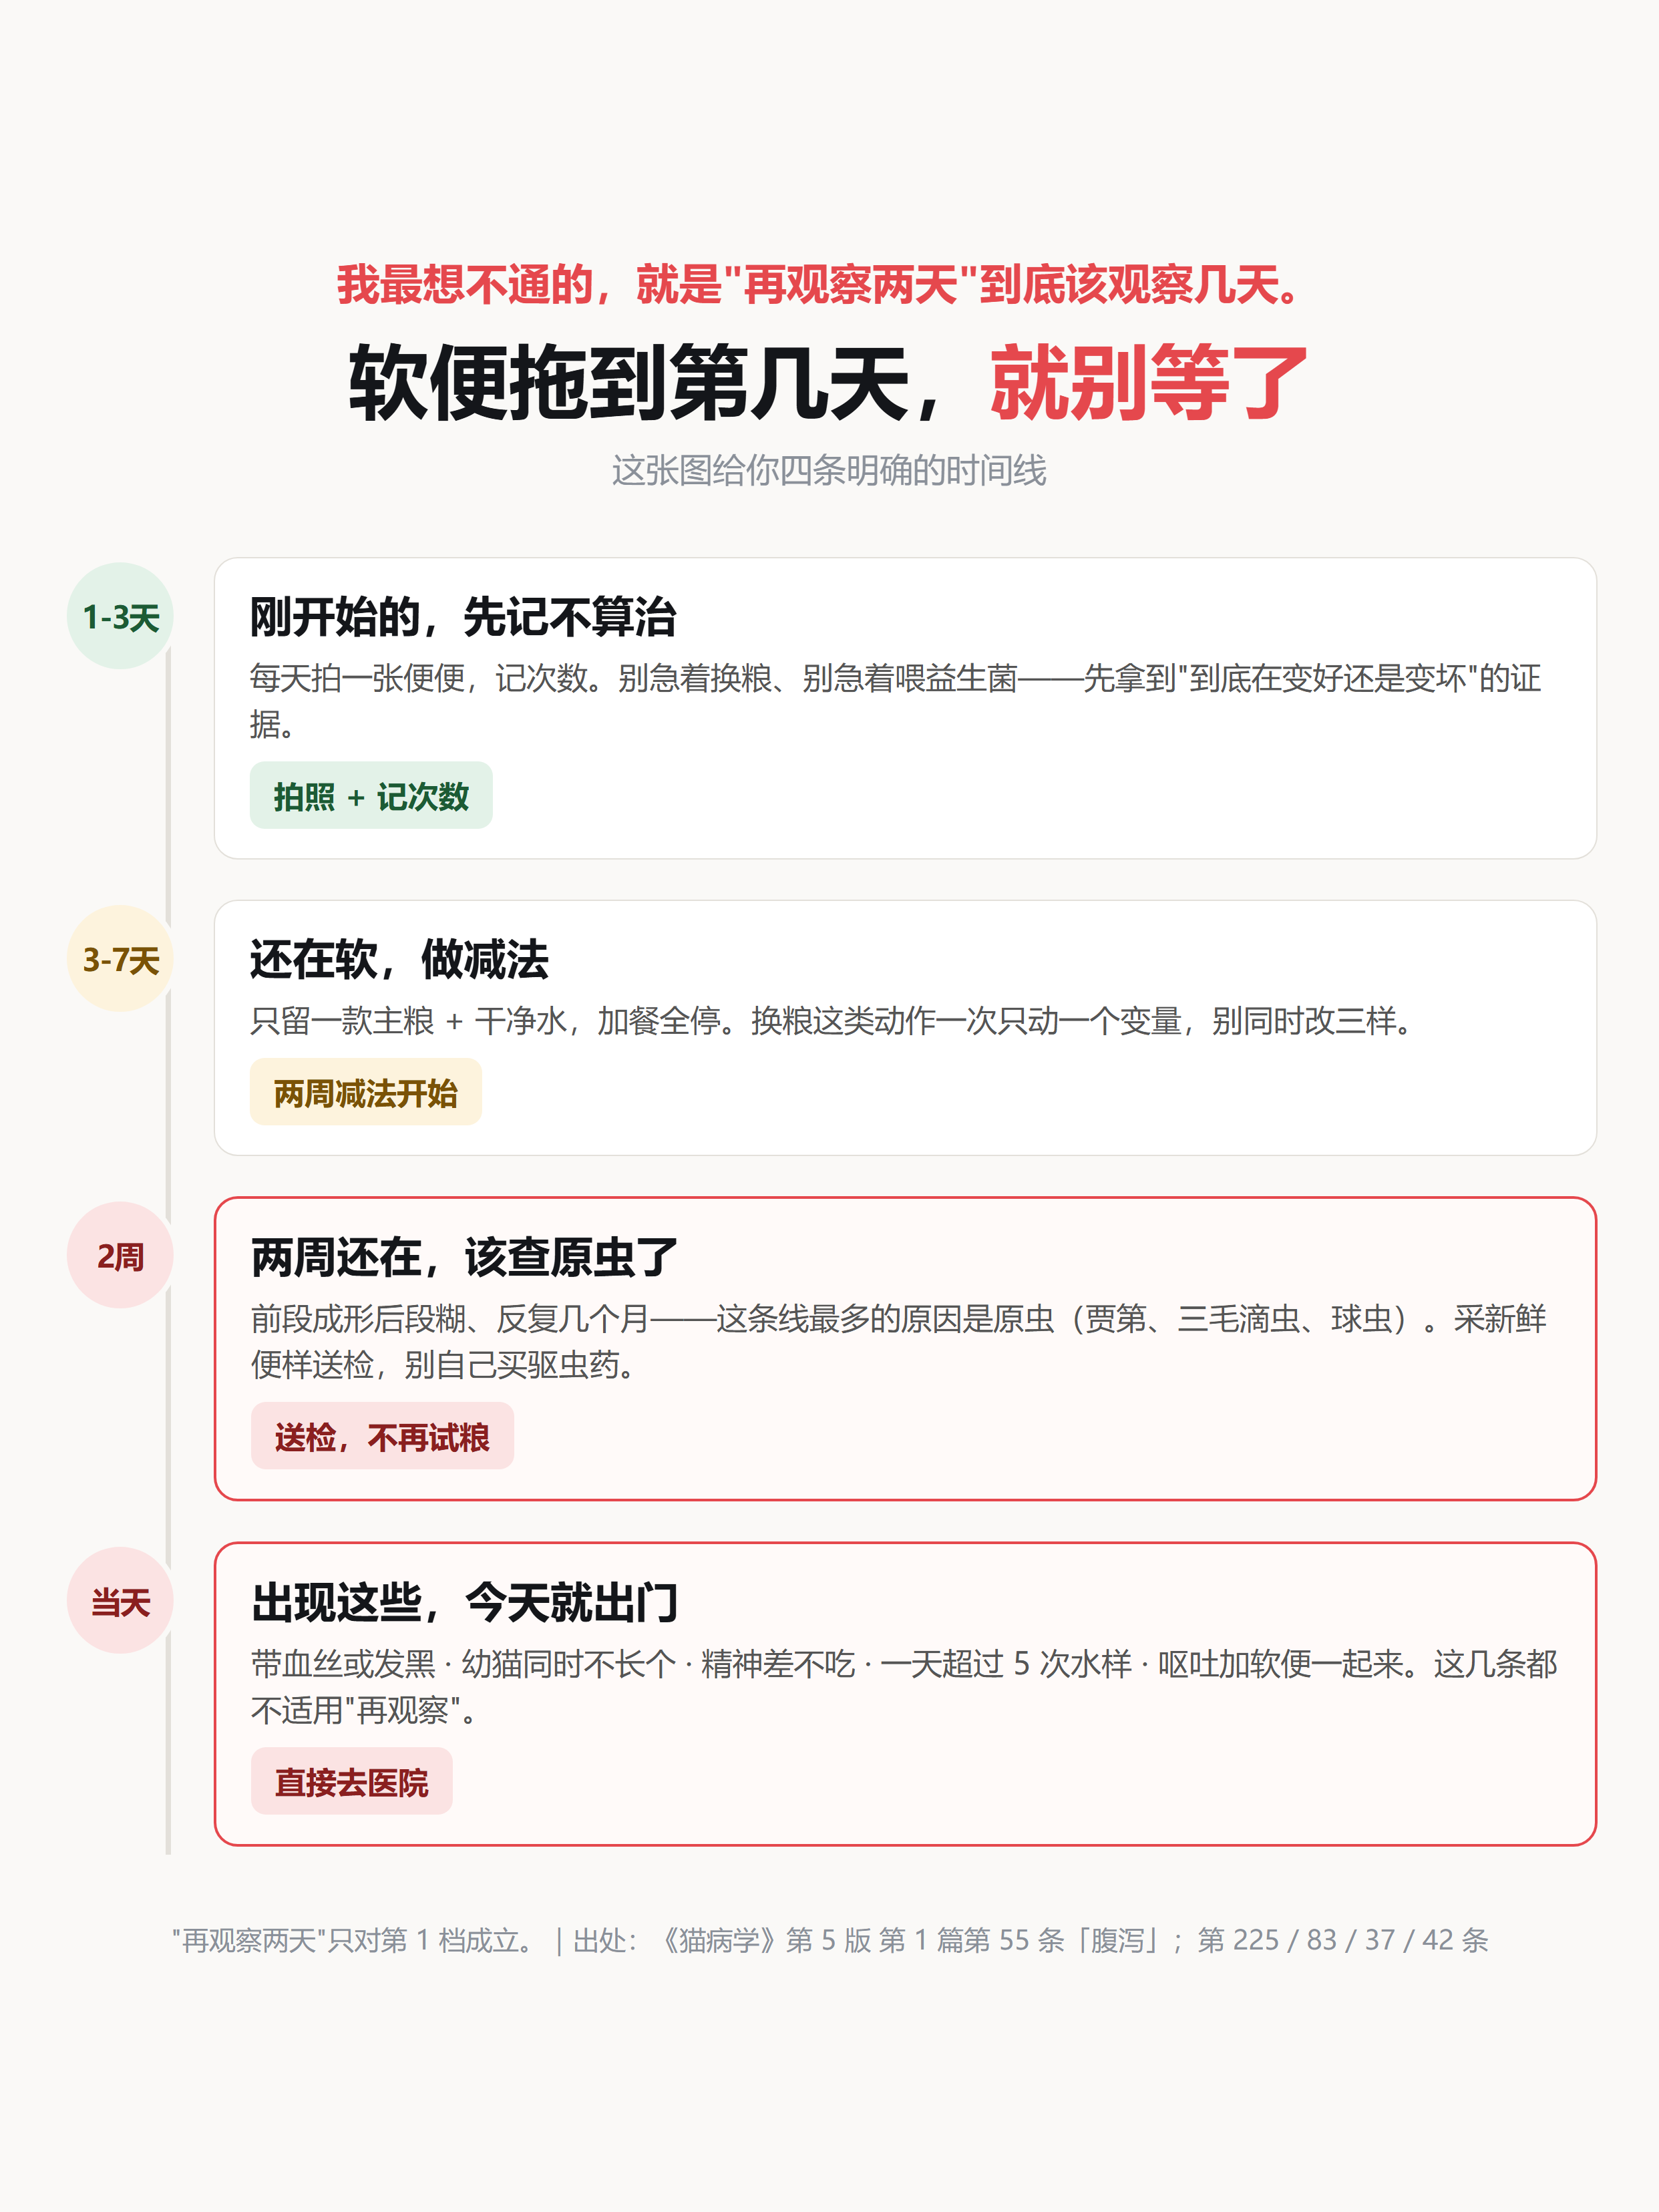 我最想不通的，就是"再观察两天"到底该观察几天。
软便拖到第几天，就别等了
这张图给你四条明确的时间线
1-3天
刚开始的，先记不算治
每天拍一张便便，记次数。别急着换粮、别急着喂益生菌——先拿到"到底在变好还是变坏"的证
据。
拍照 + 记次数
3-7天
还在软，做减法
只留一款主粮 + 干净水，加餐全停。换粮这类动作一次只动一个变量，别同时改三样。
两周减法开始
2周
两周还在，该查原虫了
前段成形后段糊、反复几个月——这条线最多的原因是原虫（贾第、三毛滴虫、球虫）。采新鲜
便样送检，别自己买驱虫药。
送检，不再试粮
当天
出现这些，今天就出门
带血丝或发黑 · 幼猫同时不长个 · 精神差不吃 · 一天超过 5 次水样 · 呕吐加软便一起来。这几条都
不适用"再观察"。
直接去医院
"再观察两天"只对第 1 档成立。 | 出处：《猫病学》第 5 版 第 1 篇第 55 条「腹泻」；第 225 / 83 / 37 / 42 条